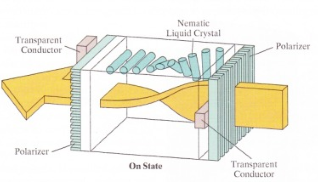 Nematic
Liquid Crystal
Transparent
Conductor
Polarizer
Polarizer
On State
Transparent
Conductor